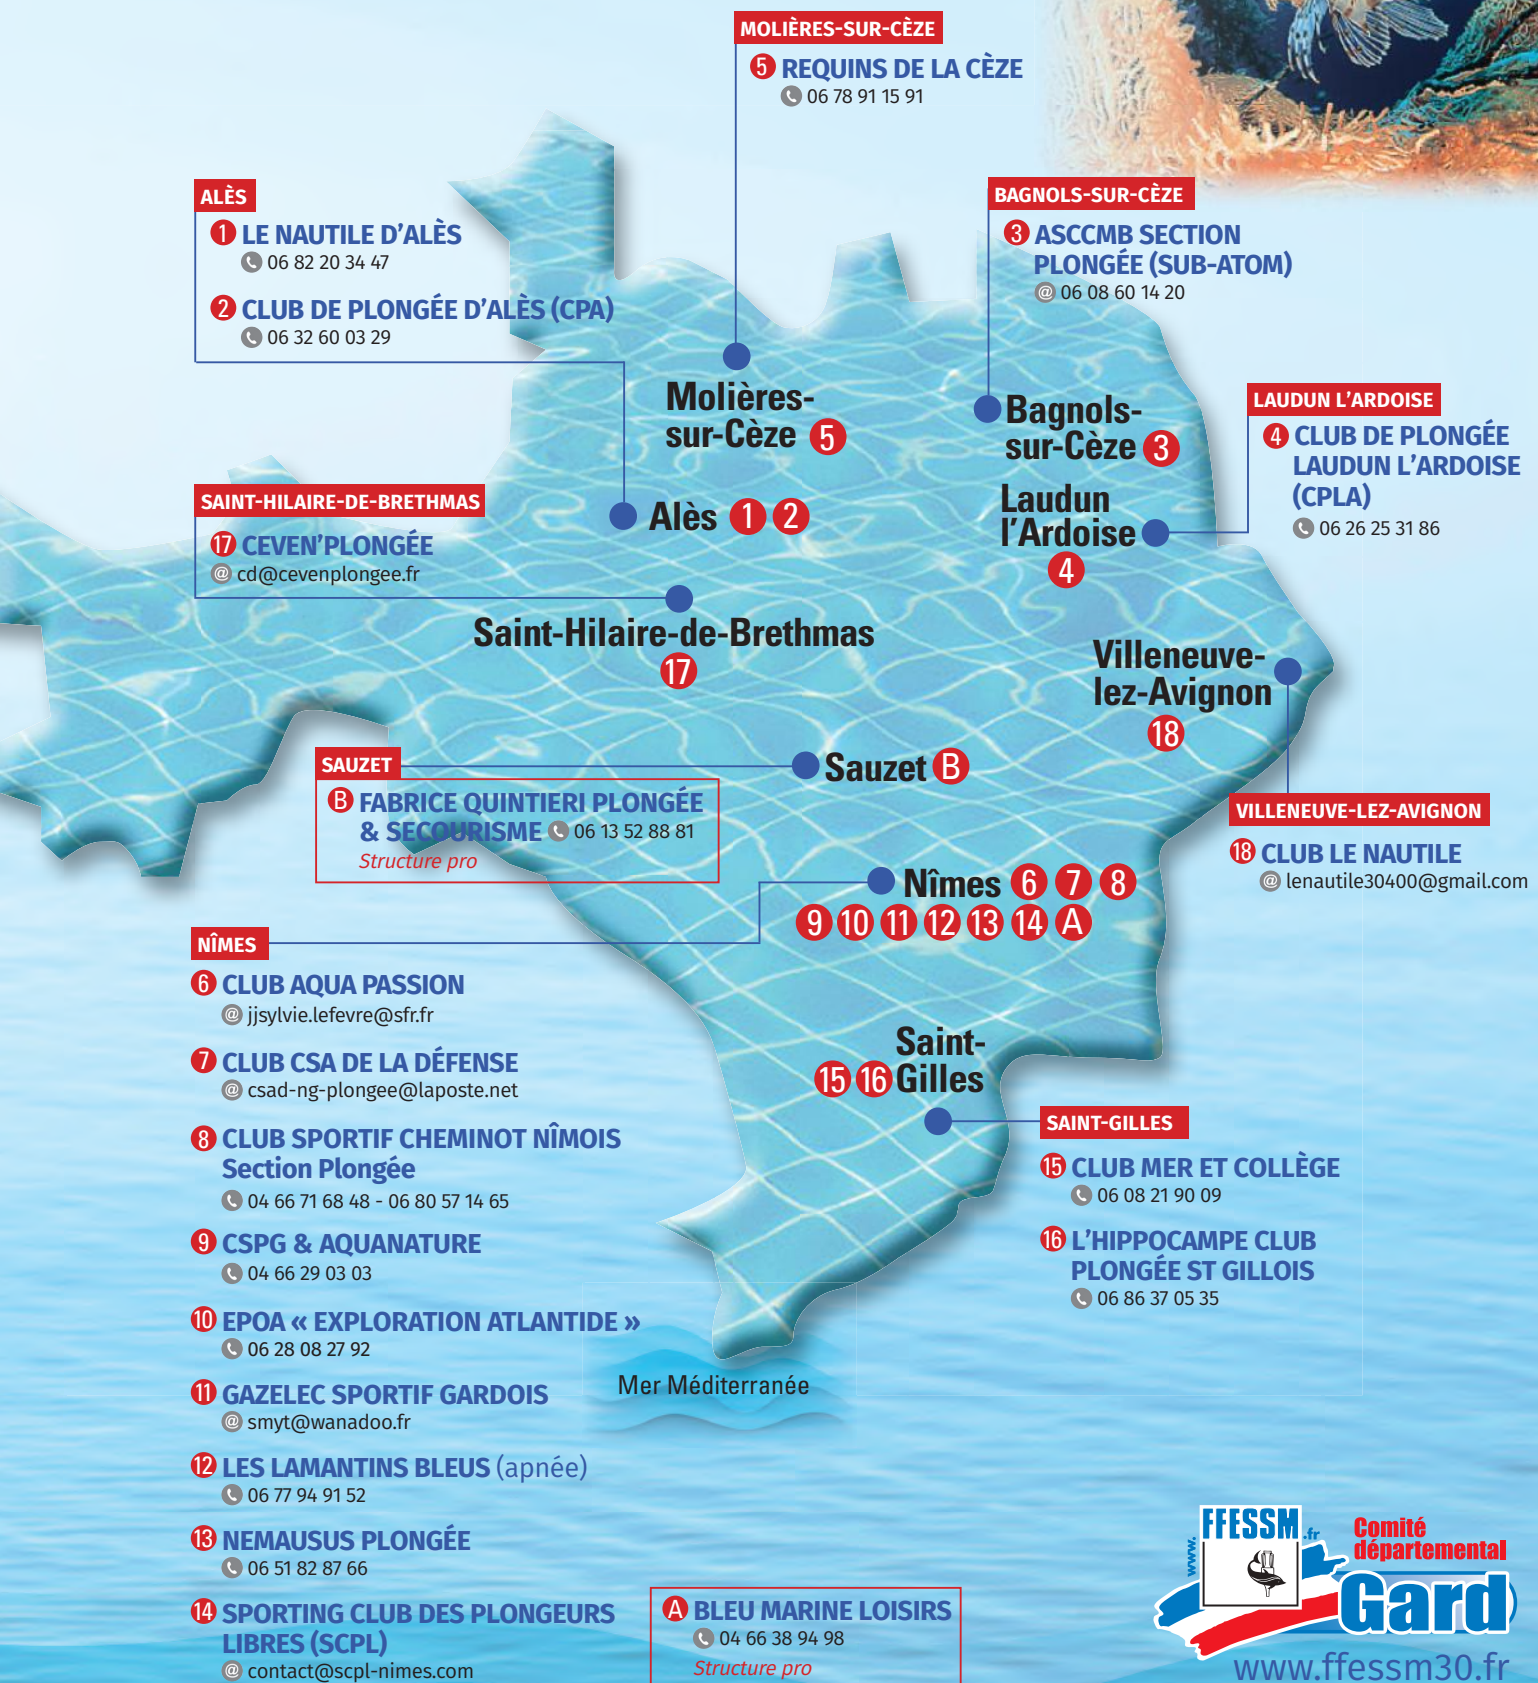 MOLIÈRES-SUR-CÈZE
5 REQUINS DE LA CÈZE
06 78 91 15 91
ALÈS
1 LE NAUTILE D'ALÈS
06 82 20 34 47
2 CLUB DE PLONGÉE D'ALÈS (CPA)
06 32 60 03 29
BAGNOLS-SUR-CÈZE
3 ASCCMB SECTION
PLONGÉE (SUB-ATOM)
@ 06 08 60 14 20
LAUDUN L'ARDOISE
4 CLUB DE PLONGÉE
LAUDUN L'ARDOISE
(CPLA)
06 26 25 31 86
Molières-
sur-Cèze 5
Bagnols-
sur-Cèze 3
SAINT-HILAIRE-DE-BRETHMAS
17 CEVEN'PLONGÉE
@ cd@cevenplongee.fr
Alès 1 2
Laudun
l'Ardoise
4
Saint-Hilaire-de-Brethmas
17
Villeneuve-
lez-Avignon
18
SAUZET
B FABRICE QUINTIERI PLONGÉE
& SECOURISME 06 13 52 88 81
Structure pro
Sauzet B
VILLENEUVE-LEZ-AVIGNON
18 CLUB LE NAUTILE
@ lenautile30400@gmail.com
Nîmes 6 7 8
9 10 11 12 13 14 A
NÎMES
6 CLUB AQUA PASSION
@ jjsylvie.lefevre@sfr.fr
7 CLUB CSA DE LA DÉFENSE
@ csad-ng-plongee@laposte.net
8 CLUB SPORTIF CHEMINOT NÎMOIS
Section Plongée
04 66 71 68 48 - 06 80 57 14 65
9 CSPG & AQUANATURE
04 66 29 03 03
10 EPOA « EXPLORATION ATLANTIDE »
06 28 08 27 92
11 GAZELEC SPORTIF GARDOIS
@ smyt@wanadoo.fr
12 LES LAMANTINS BLEUS (apnée)
06 77 94 91 52
13 NEMAUSUS PLONGÉE
06 51 82 87 66
14 SPORTING CLUB DES PLONGEURS
LIBRES (SCPL)
@ contact@scpl-nimes.com
Saint-
15 16 Gilles
SAINT-GILLES
15 CLUB MER ET COLLÈGE
06 08 21 90 09
16 L'HIPPOCAMPE CLUB
PLONGÉE ST GILLOIS
06 86 37 05 35
Mer Méditerranée
A BLEU MARINE LOISIRS
04 66 38 94 98
Structure pro
www.FFESSM.fr
Comité
départemental
Gard
www.ffessm30.fr